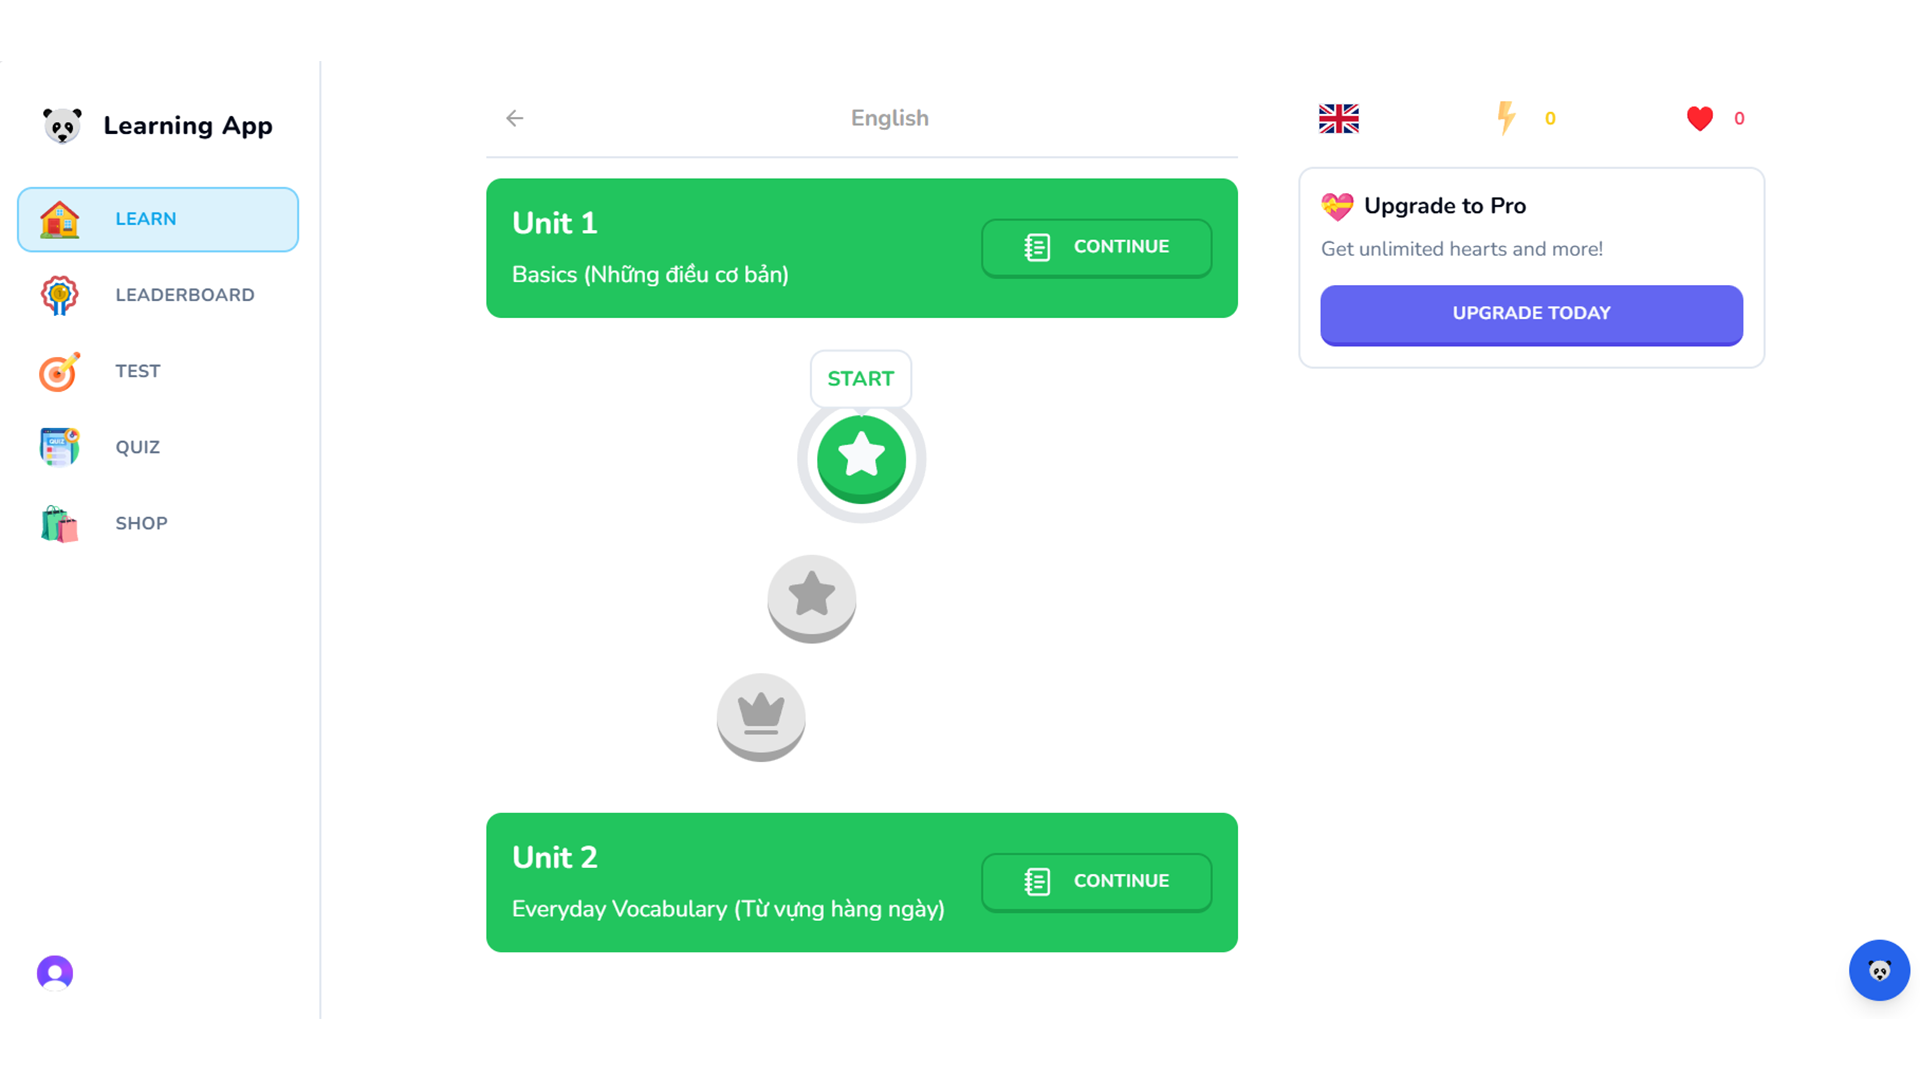 Learning App
LEARN
LEADERBOARD
TEST
QUIZ
SHOP
English
Unit 1
Basics (Những điều cơ bản)
CONTINUE
START
Unit 2
Everyday Vocabulary (Từ vựng hàng ngày)
CONTINUE
0
0
Upgrade to Pro
Get unlimited hearts and more!
UPGRADE TODAY